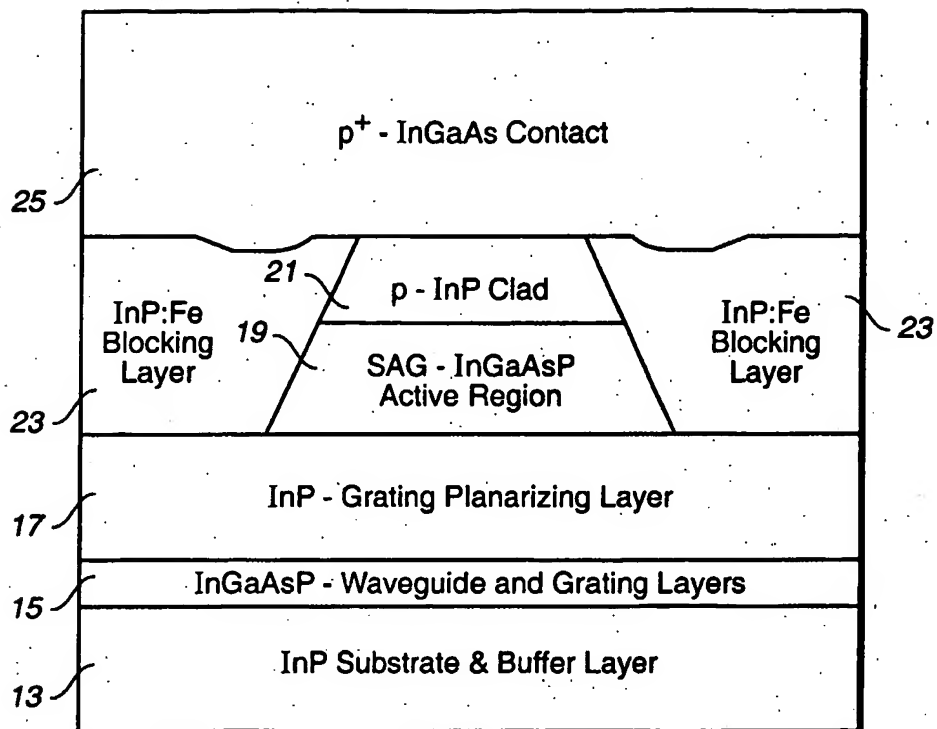 p+ - InGaAs Contact
25
21
p - InP Clad
InP:Fe
Blocking
Layer
19
SAG - InGaAsP
Active Region
InP:Fe
Blocking
Layer
23
23
InP - Grating Planarizing Layer
17
InGaAsP - Waveguide and Grating Layers
15
InP Substrate & Buffer Layer
13